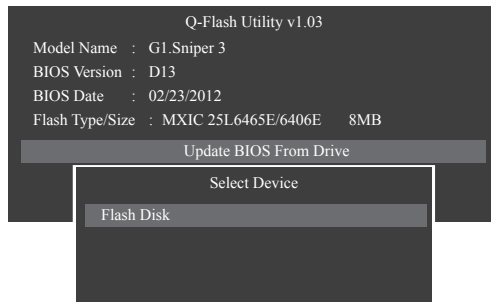 Q-Flash Utility v1.03
Model Name : G1.Sniper 3
BIOS Version : D13
BIOS Date : 02/23/2012
Flash Type/Size : MXIC 25L6465E/6406E 8MB
Update BIOS From Drive
Select Device
Flash Disk